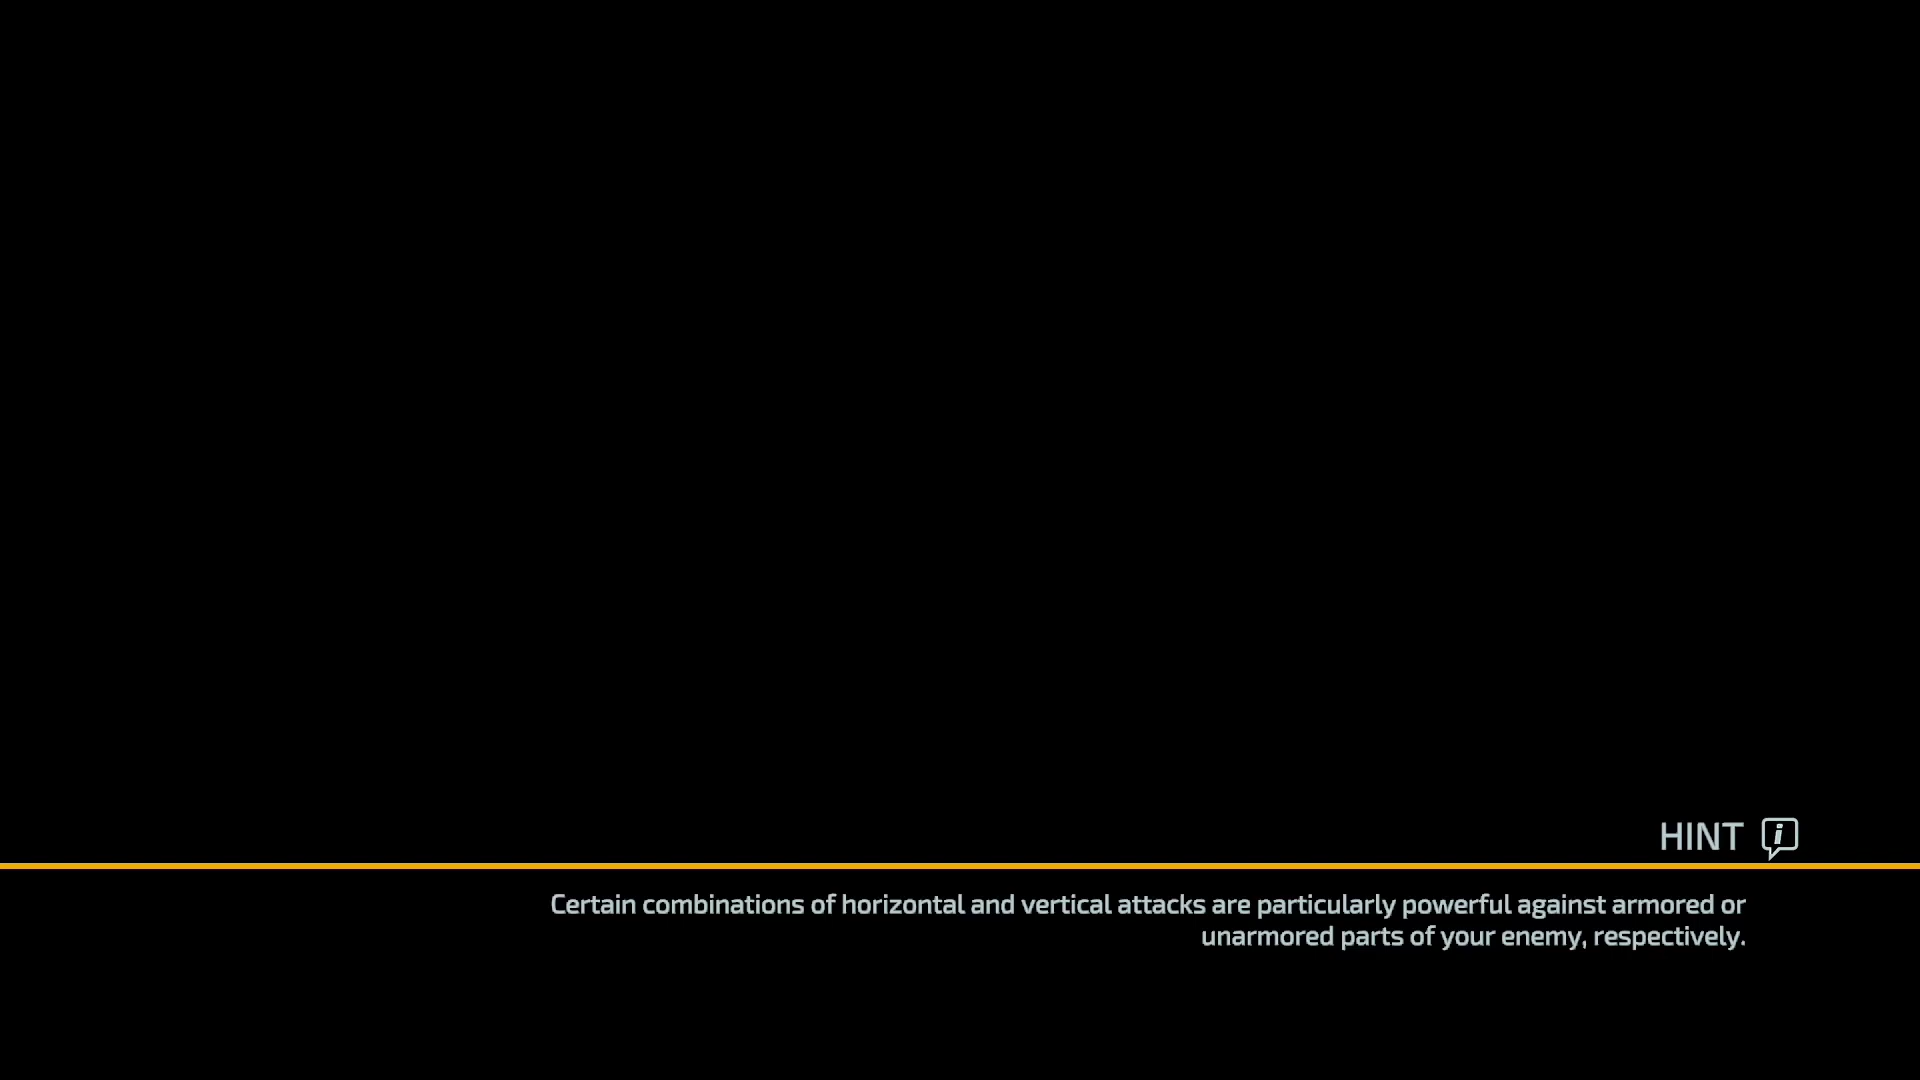 HINT
Certain combinations of horizontal and vertical attacks are particularly powerful against armored or
unarmored parts of your enemy, respectively.